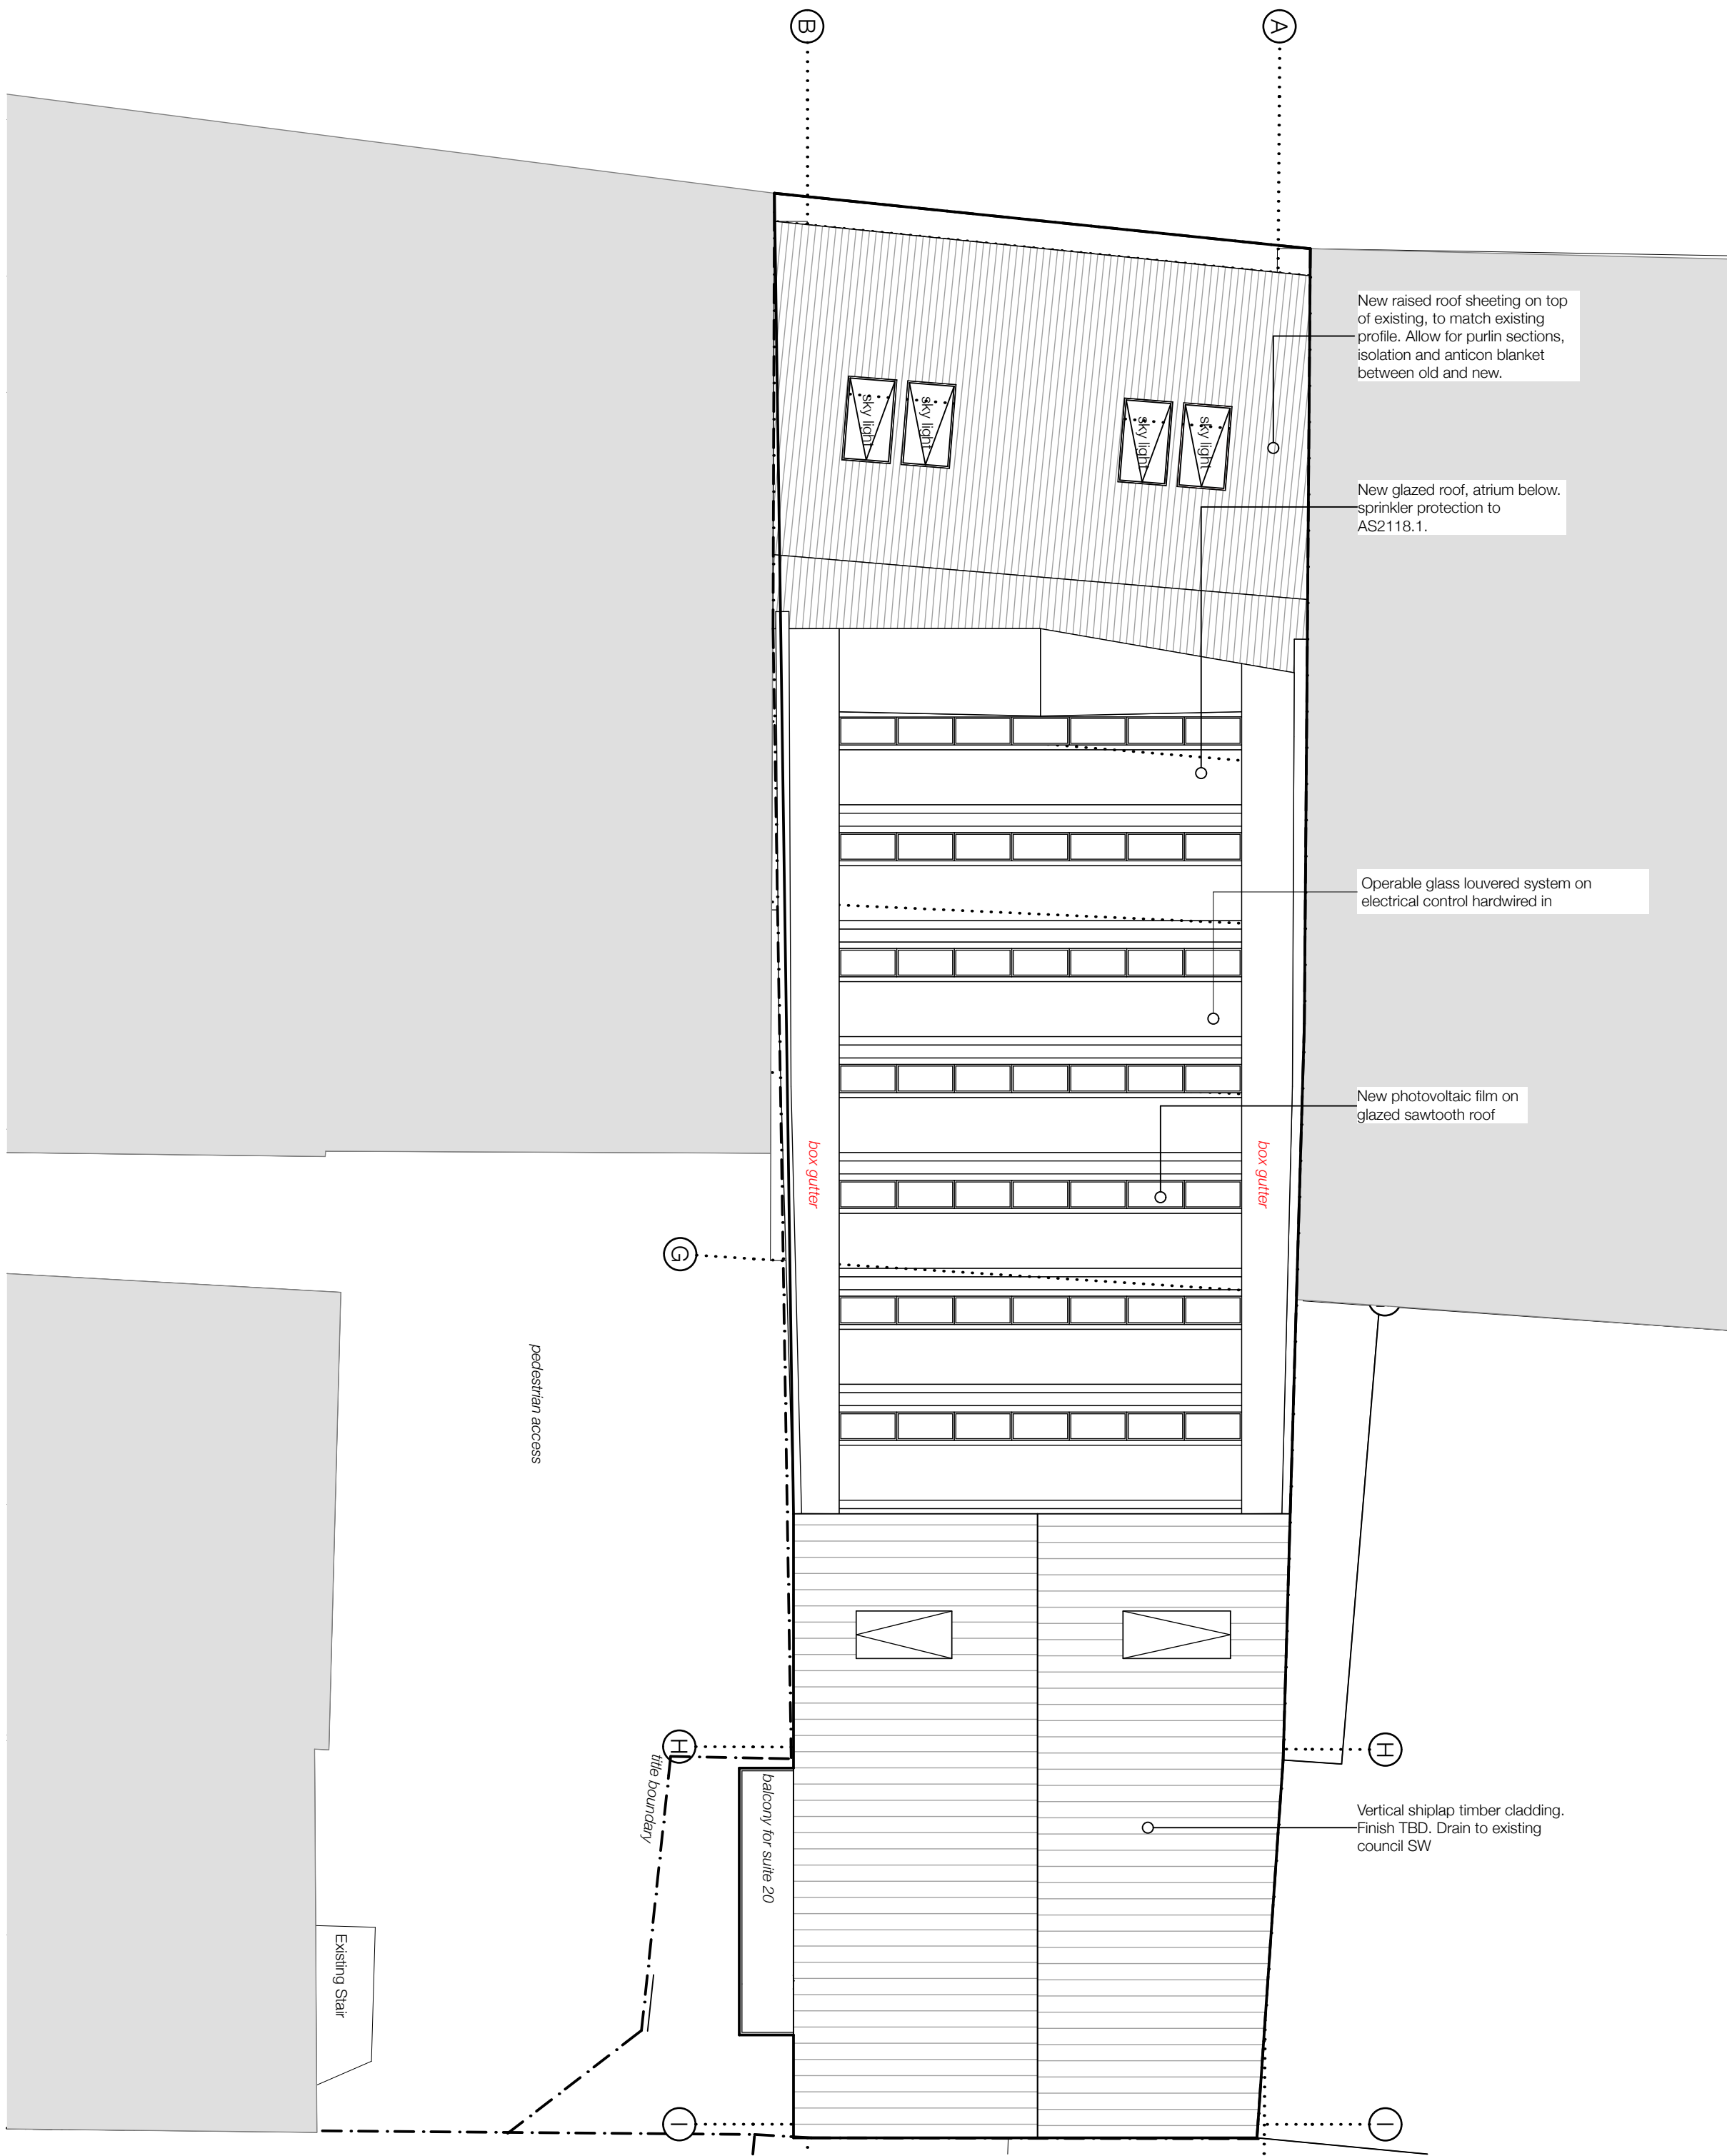 B
A
New raised roof sheeting on top
of existing, to match existing
profile. Allow for purlin sections,
isolation and anticon blanket
between old and new.
sky light
sky light
sky light
sky light
New glazed roof, atrium below.
sprinkler protection to
AS2118.1.
Operable glass louvered system on
electrical control hardwired in
New photovoltaic film on
glazed sawtooth roof
box gutter
box gutter
G
pedestrian access
H
H
title boundary
balcony for suite 20
Vertical shiplap timber cladding.
Finish TBD. Drain to existing
council SW
Existing Stair
I
I